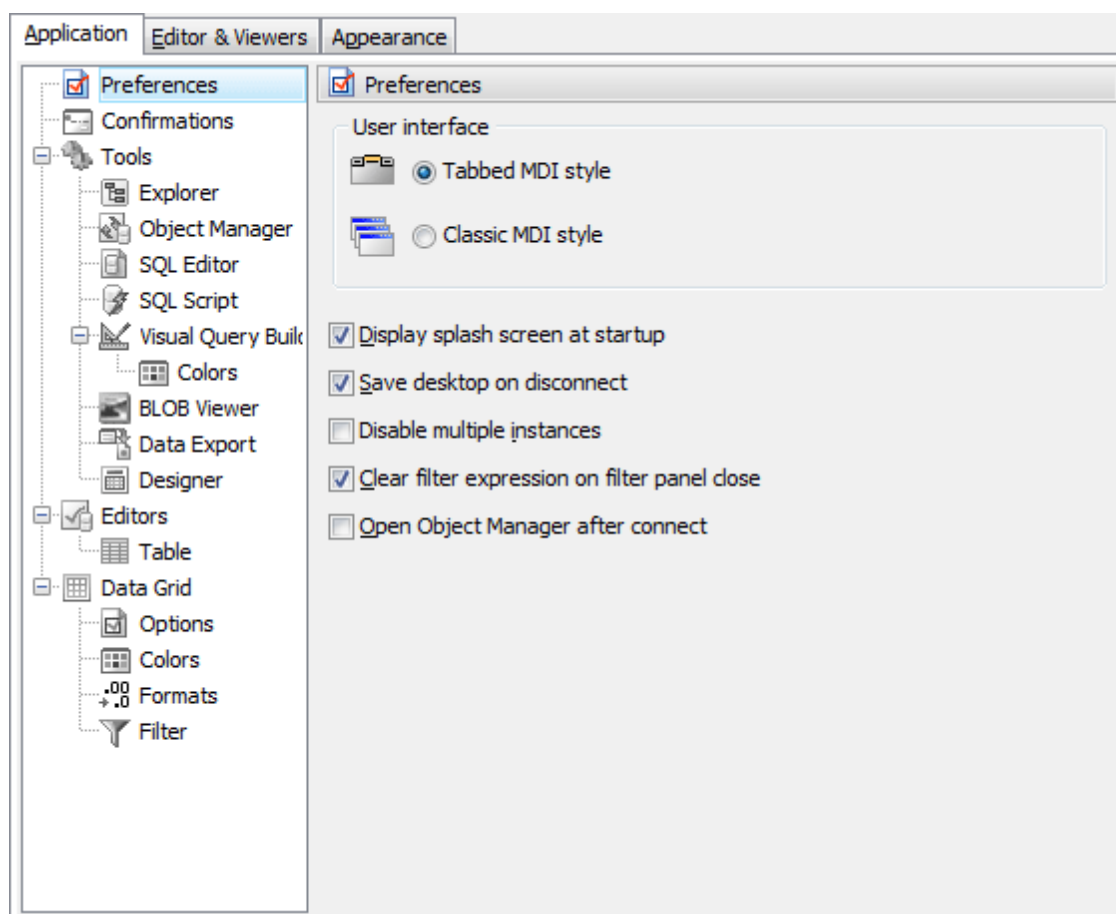 Application
Editor & Viewers
Appearance
Preferences
Confirmations
Tools
Explorer
Object Manager
SQL Editor
SQL Script
Visual Query Builc
Colors
BLOB Viewer
Data Export
Designer
Editors
Table
Data Grid
Options
Colors
.00
.0
Formats
Filter
Preferences
User interface
Tabbed MDI style
Classic MDI style
Display splash screen at startup
Save desktop on disconnect
Disable multiple instances
Clear filter expression on filter panel close
Open Object Manager after connect